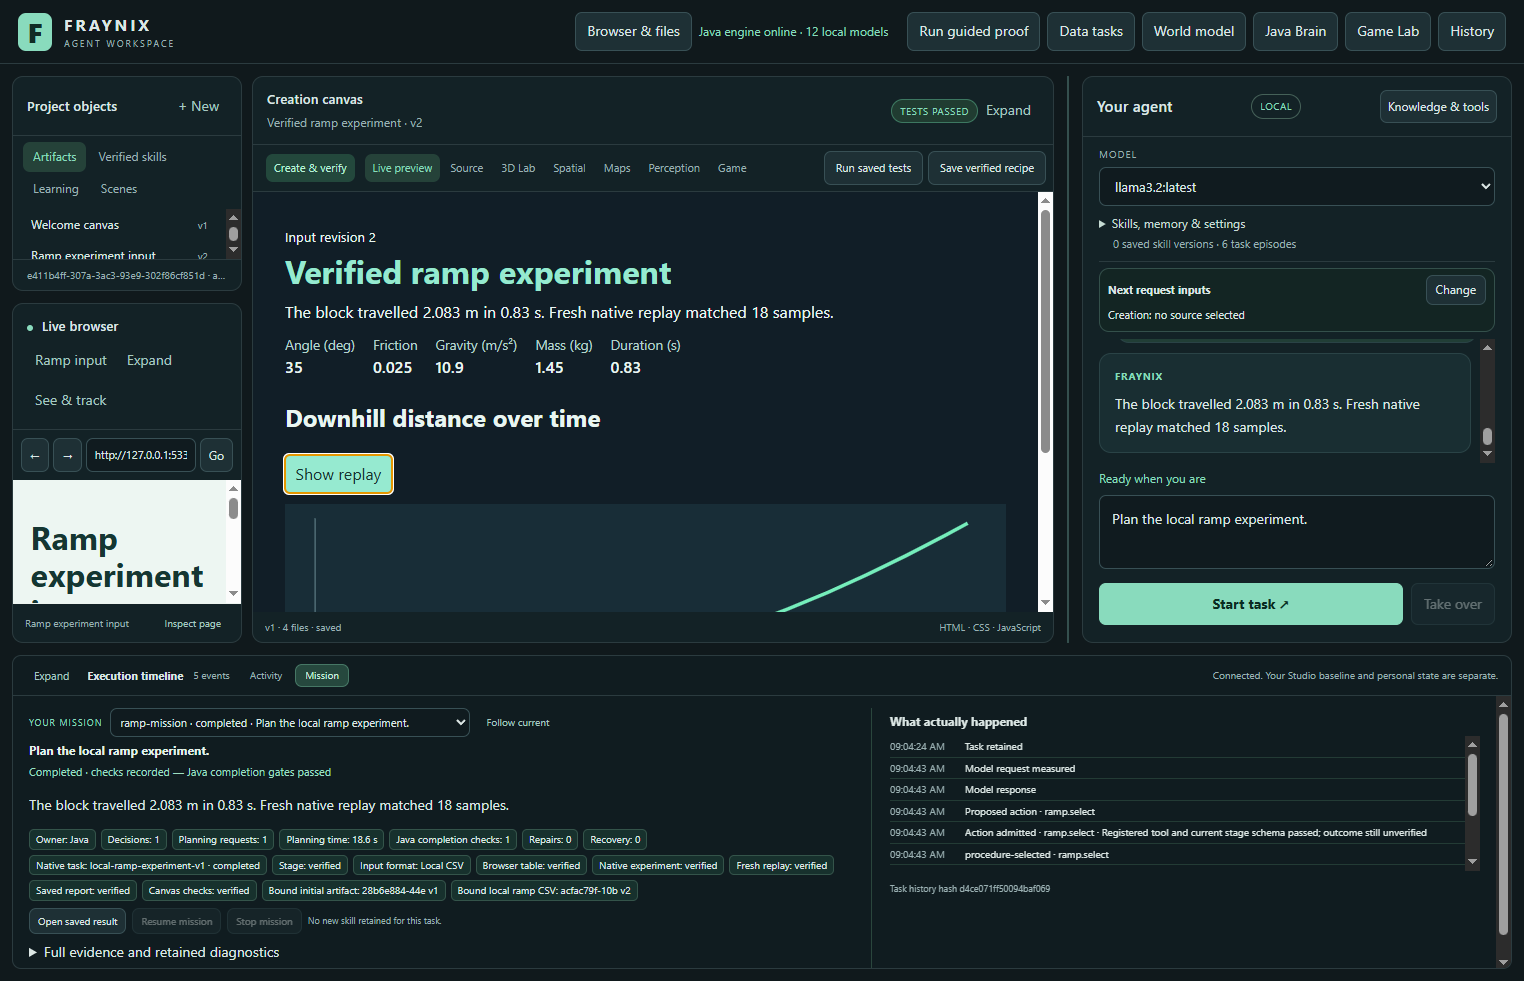 F
FRAYNIX
AGENT WORKSPACE
Browser & files
Java engine online · 12 local models
Run guided proof
Data tasks
World model
Java Brain
Game Lab
History
Project objects
+ New
Artifacts
Verified skills
Learning
Scenes
Welcome canvas v1
Ramp experiment input v2
e411b4ff-307a-3ac3-93e9-302f86cf851d · a...
Live browser
Ramp input
Expand
See & track
←
→
http://127.0.0.1:533
Go
Ramp
experiment
Ramp experiment input
Inspect page
Creation canvas
Verified ramp experiment · v2
TESTS PASSED
Expand
Create & verify
Live preview
Source
3D Lab
Spatial
Maps
Perception
Game
Run saved tests
Save verified recipe
Input revision 2
Verified ramp experiment
The block travelled 2.083 m in 0.83 s. Fresh native replay matched 18 samples.
Angle (deg) Friction Gravity (m/s²) Mass (kg) Duration (s)
35 0.025 10.9 1.45 0.83
Downhill distance over time
Show replay
v1 · 4 files · saved
HTML · CSS · JavaScript
Your agent
LOCAL
Knowledge & tools
MODEL
llama3.2:latest
▶ Skills, memory & settings
0 saved skill versions · 6 task episodes
Next request inputs
Change
Creation: no source selected
FRAYNIX
The block travelled 2.083 m in 0.83 s. Fresh native
replay matched 18 samples.
Ready when you are
Plan the local ramp experiment.
Start task ↗
Take over
Expand
Execution timeline
5 events
Activity
Mission
Connected. Your Studio baseline and personal state are separate.
YOUR MISSION
ramp-mission · completed · Plan the local ramp experiment.
Follow current
Plan the local ramp experiment.
Completed · checks recorded — Java completion gates passed
The block travelled 2.083 m in 0.83 s. Fresh native replay matched 18 samples.
Owner: Java
Decisions: 1
Planning requests: 1
Planning time: 18.6 s
Java completion checks: 1
Repairs: 0
Recovery: 0
Native task: local-ramp-experiment-v1 · completed
Stage: verified
Input format: Local CSV
Browser table: verified
Native experiment: verified
Fresh replay: verified
Saved report: verified
Canvas checks: verified
Bound initial artifact: 28b6e884-44e v1
Bound local ramp CSV: acfac79f-10b v2
Open saved result
Resume mission
Stop mission
No new skill retained for this task.
▶ Full evidence and retained diagnostics
What actually happened
09:04:24 AM Task retained
09:04:43 AM Model request measured
09:04:43 AM Model response
09:04:43 AM Proposed action · ramp.select
09:04:43 AM Action admitted · ramp.select · Registered tool and current stage schema passed; outcome still unverified
09:04:43 AM procedure-selected · ramp.select
Task history hash d4ce071ff50094baf069